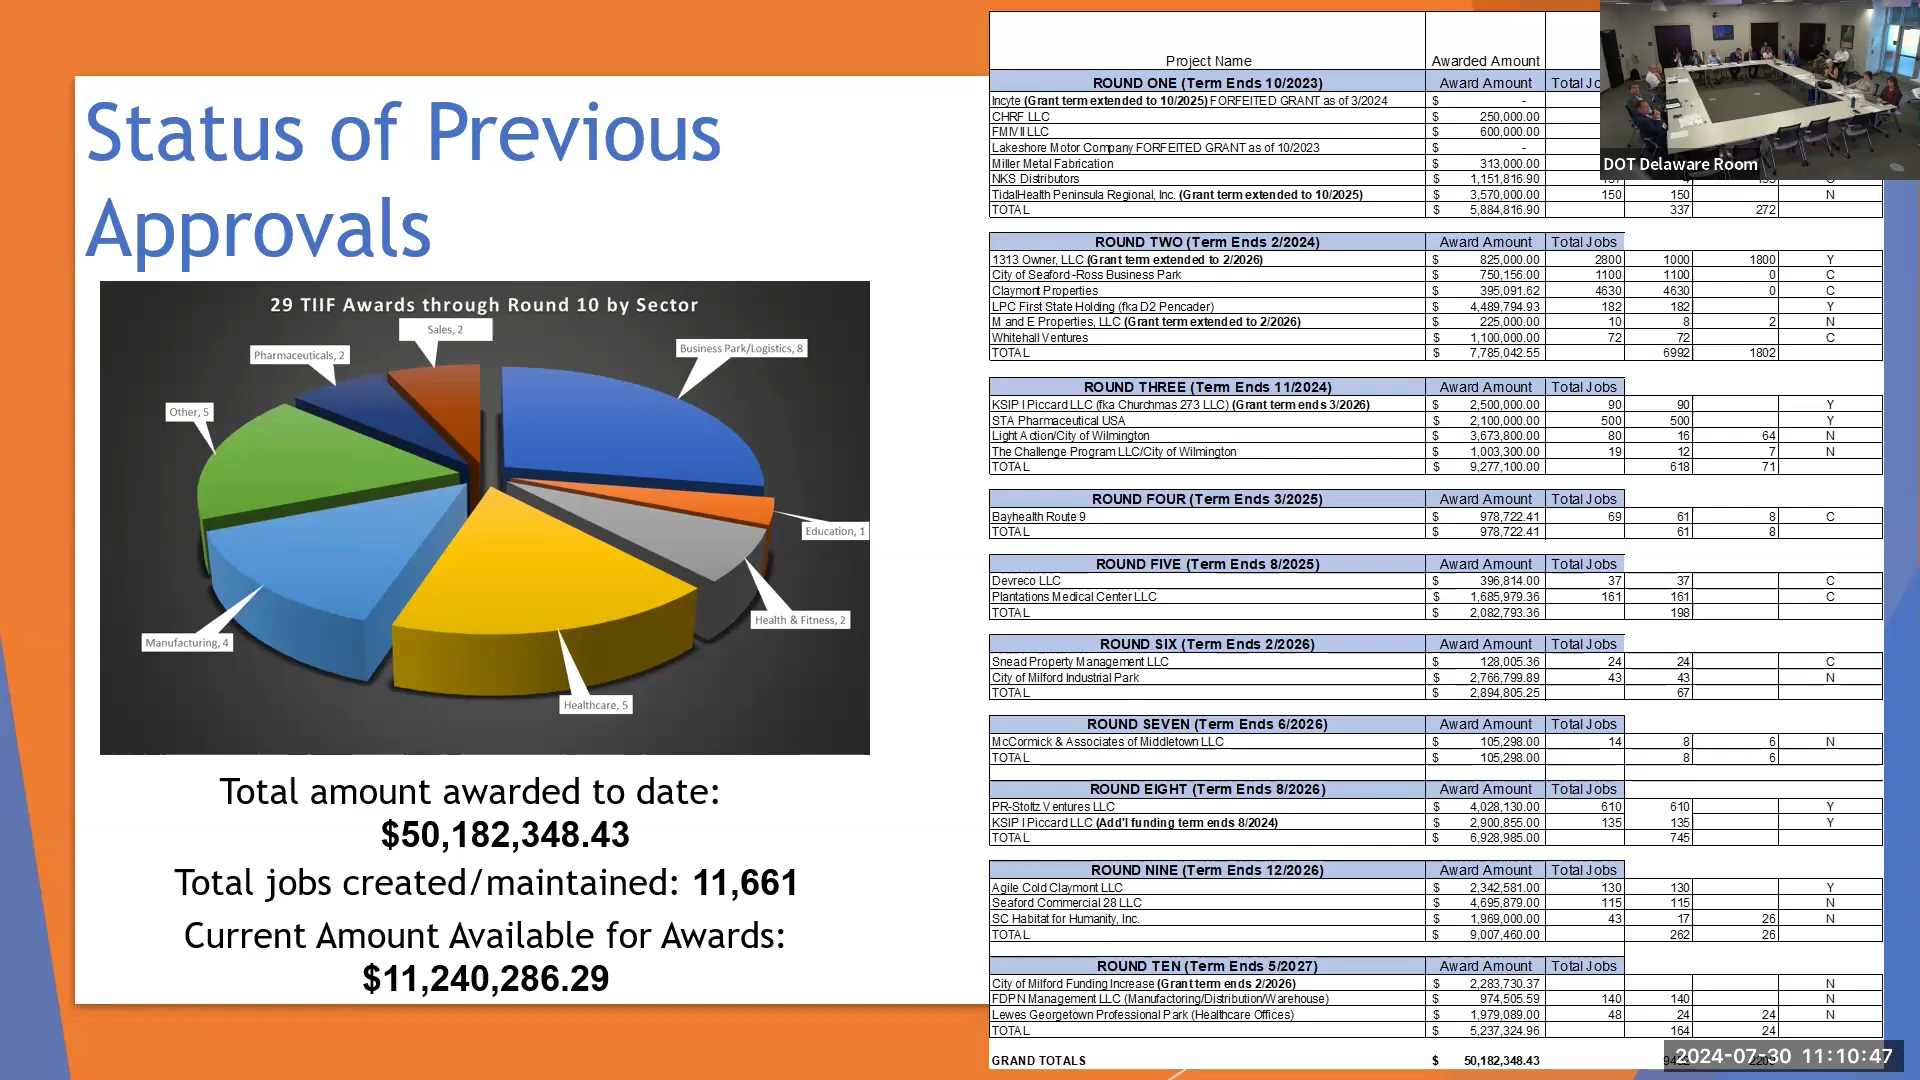 Status of Previous
Approvals
29 TIIF Awards through Round 10 by Sector
Sales, 2
Pharmaceuticals, 2
Business Park/Logistics, 8
Other, 5
Education, 1
Health & Fitness, 2
Manufacturing, 4
Healthcare, 5
Total amount awarded to date:
$50,182,348.43
Total jobs created/maintained: 11,661
Current Amount Available for Awards:
$11,240,286.29
Project Name Awarded Amount
ROUND ONE (Term Ends 10/2023) Award Amount Total Jo
Incyte (Grant term extended to 10/2025) FORFEITED GRANT as of 3/2024 $ -
CHRF LLC $ 250,000.00
FMIV II LLC $ 600,000.00
Lakeshore Motor Company FORFEITED GRANT as of 10/2023 $ -
Miller Metal Fabrication $ 313,000.00
NKS Distributors $ 1,151,816.90
TidalHealth Peninsula Regional, Inc. (Grant term extended to 10/2025) $ 3,570,000.00 150 150 N
TOTAL $ 5,884,816.90 337 272
ROUND TWO (Term Ends 2/2024) Award Amount Total Jobs
1313 Owner, LLC (Grant term extended to 2/2026) $ 825,000.00 2800 1000 1800 Y
City of Seaford -Ross Business Park $ 750,156.00 1100 1100 0 C
Claymont Properties $ 395,091.62 4630 4630 0 C
LPC First State Holding (fka D2 Pencader) $ 4,489,794.93 182 182 Y
M and E Properties, LLC (Grant term extended to 2/2026) $ 225,000.00 10 8 2 N
Whitehall Ventures $ 1,100,000.00 72 72 C
TOTAL $ 7,785,042.55 6992 1802
ROUND THREE (Term Ends 11/2024) Award Amount Total Jobs
KSIP I Piccard LLC (fka Churchmas 273 LLC) (Grant term ends 3/2026) $ 2,500,000.00 90 90 Y
STA Pharmaceutical USA $ 2,100,000.00 500 500 Y
Light Action/City of Wilmington $ 3,673,800.00 80 16 64 N
The Challenge Program LLC/City of Wilmington $ 1,003,300.00 19 12 7 N
TOTAL $ 9,277,100.00 618 71
ROUND FOUR (Term Ends 3/2025) Award Amount Total Jobs
Bayhealth Route 9 $ 978,722.41 69 61 8 C
TOTAL $ 978,722.41 61 8
ROUND FIVE (Term Ends 8/2025) Award Amount Total Jobs
Devreco LLC $ 396,814.00 37 37 C
Plantations Medical Center LLC $ 1,685,979.36 161 161 C
TOTAL $ 2,082,793.36 198
ROUND SIX (Term Ends 2/2026) Award Amount Total Jobs
Snead Property Management LLC $ 128,005.36 24 24 C
City of Milford Industrial Park $ 2,766,799.89 43 43 N
TOTAL $ 2,894,805.25 67
ROUND SEVEN (Term Ends 6/2026) Award Amount Total Jobs
McCormick & Associates of Middletown LLC $ 105,298.00 14 8 6 N
TOTAL $ 105,298.00 8 6
ROUND EIGHT (Term Ends 8/2026) Award Amount Total Jobs
PR-Stoltz Ventures LLC $ 4,028,130.00 610 610 Y
KSIP I Piccard LLC (Add'l funding term ends 8/2024) $ 2,900,855.00 135 135 Y
TOTAL $ 6,928,985.00 745
ROUND NINE (Term Ends 12/2026) Award Amount Total Jobs
Agile Cold Claymont LLC $ 2,342,581.00 130 130 Y
Seaford Commercial 28 LLC $ 4,695,879.00 115 115 N
SC Habitat for Humanity, Inc. $ 1,969,000.00 43 17 26 N
TOTAL $ 9,007,460.00 262 26
ROUND TEN (Term Ends 5/2027) Award Amount Total Jobs
City of Milford Funding Increase (Grant term ends 2/2026) $ 2,283,730.37 N
FDPN Management LLC (Manufactoring/Distribution/Warehouse) $ 974,505.59 140 140 N
Lewes Georgetown Professional Park (Healthcare Offices) $ 1,979,089.00 48 24 24 N
TOTAL $ 5,237,324.96 164 24
GRAND TOTALS $ 50,182,348.43
DOT Delaware Room
2024-07-30 11:10:47